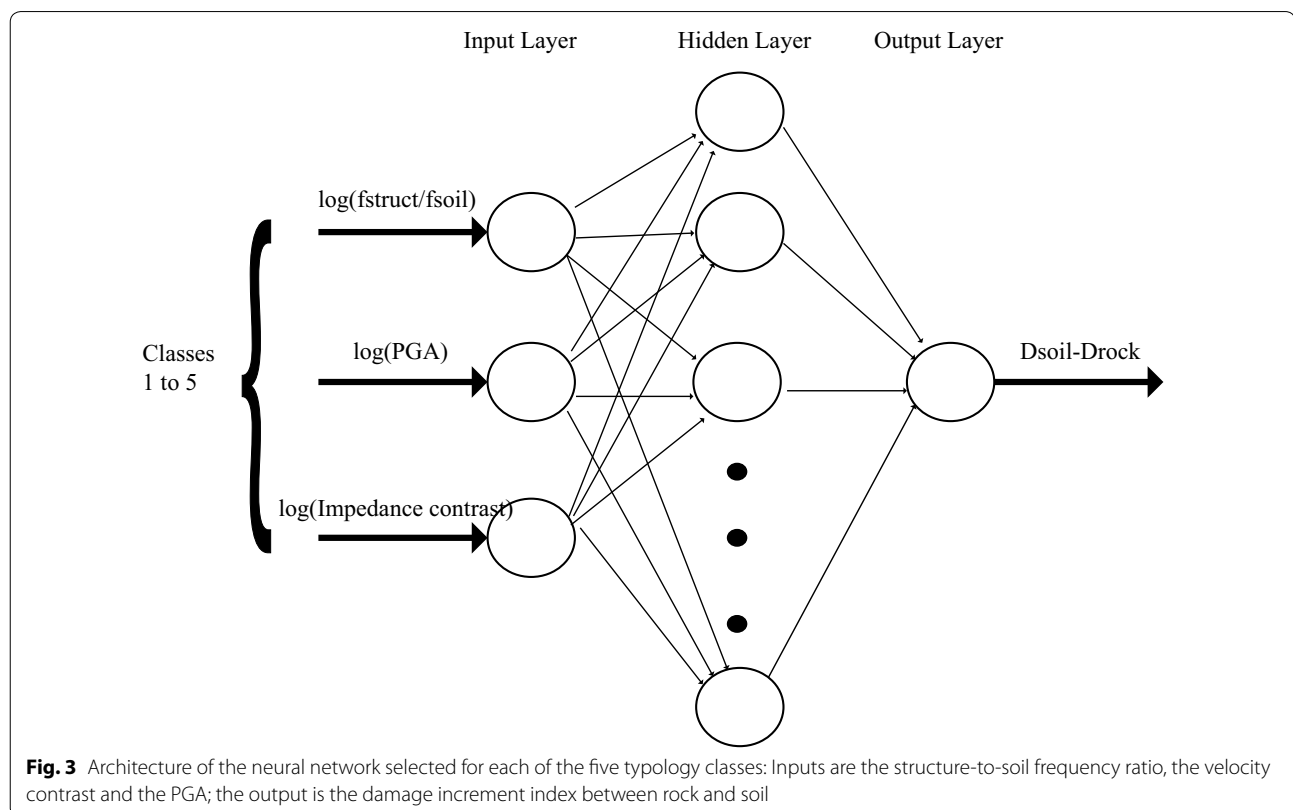 Input Layer
Hidden Layer
Output Layer
log(fstruct/fsoil)
log(PGA)
log(Impedance contrast)
Classes
1 to 5
Dsoil-Drock
Fig. 3 Architecture of the neural network selected for each of the five typology classes: Inputs are the structure-to-soil frequency ratio, the velocity
contrast and the PGA; the output is the damage increment index between rock and soil